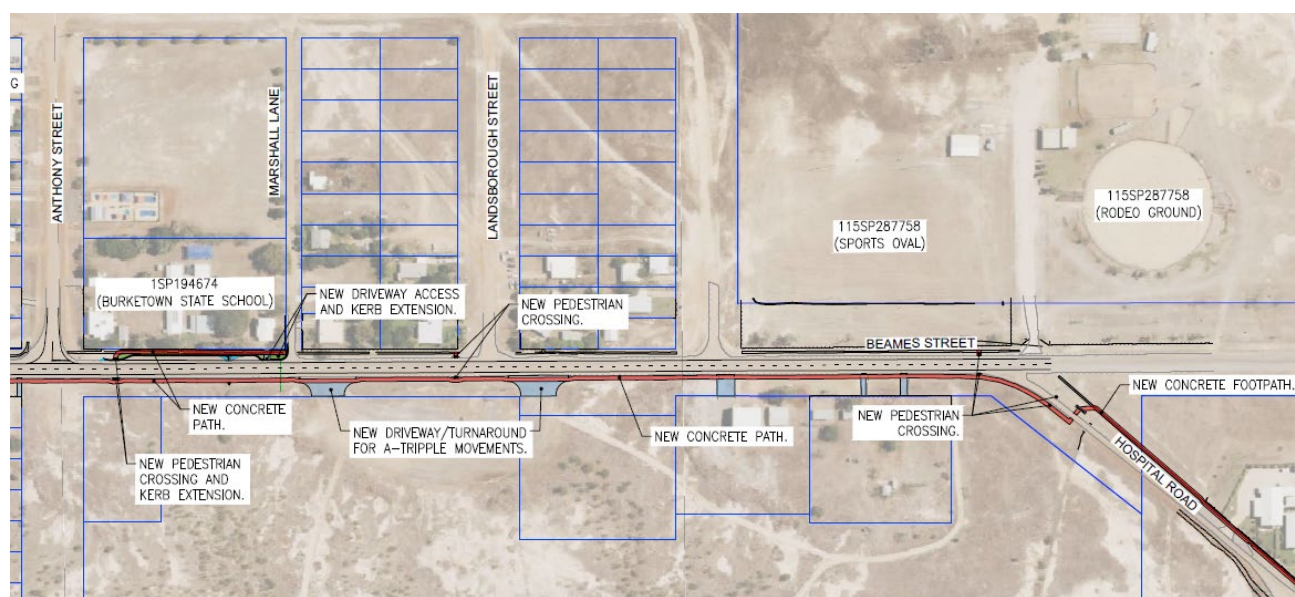 G
ANTHONY STREET
MARSHALL LANE
LANDSBOROUGH STREET
115SP287758
(RODEO GROUND)
115SP287758
(SPORTS OVAL)
1SP194674
(BURKETOWN STATE SCHOOL)
NEW DRIVEWAY ACCESS
AND KERB EXTENSION.
NEW PEDESTRIAN
CROSSING.
BEAMES STREET
NEW CONCRETE FOOTPATH.
NEW CONCRETE
PATH.
NEW DRIVEWAY/TURNAROUND
FOR A-TRIPPLE MOVEMENTS.
NEW CONCRETE PATH.
NEW PEDESTRIAN
CROSSING.
HOSPITAL ROAD
NEW PEDESTRIAN
CROSSING AND
KERB EXTENSION.